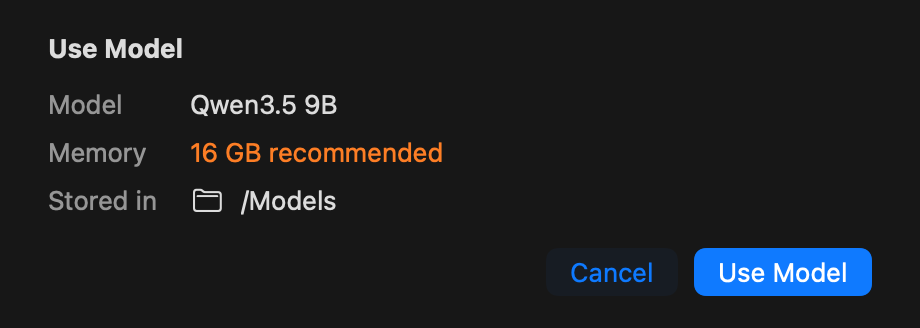 Use Model
Model Qwen3.5 9B
Memory 16 GB recommended
Stored in /Models
Cancel Use Model